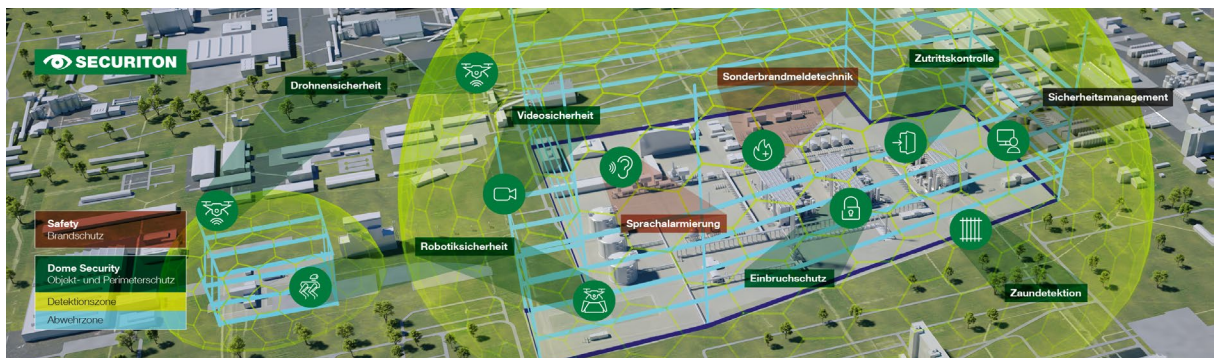 SECURITON
Drohnensicherheit
Videosicherheit
Sonderbrandmeldetechnik
Zutrittskontrolle
Sicherheitsmanagement
Sprachalarmierung
Robotiksicherheit
Einbruchschutz
Zaundetektion
Safety
Brandschutz
Dome Security
Objekt- und Perimeterschutz
Detektionszone
Abwehrzone